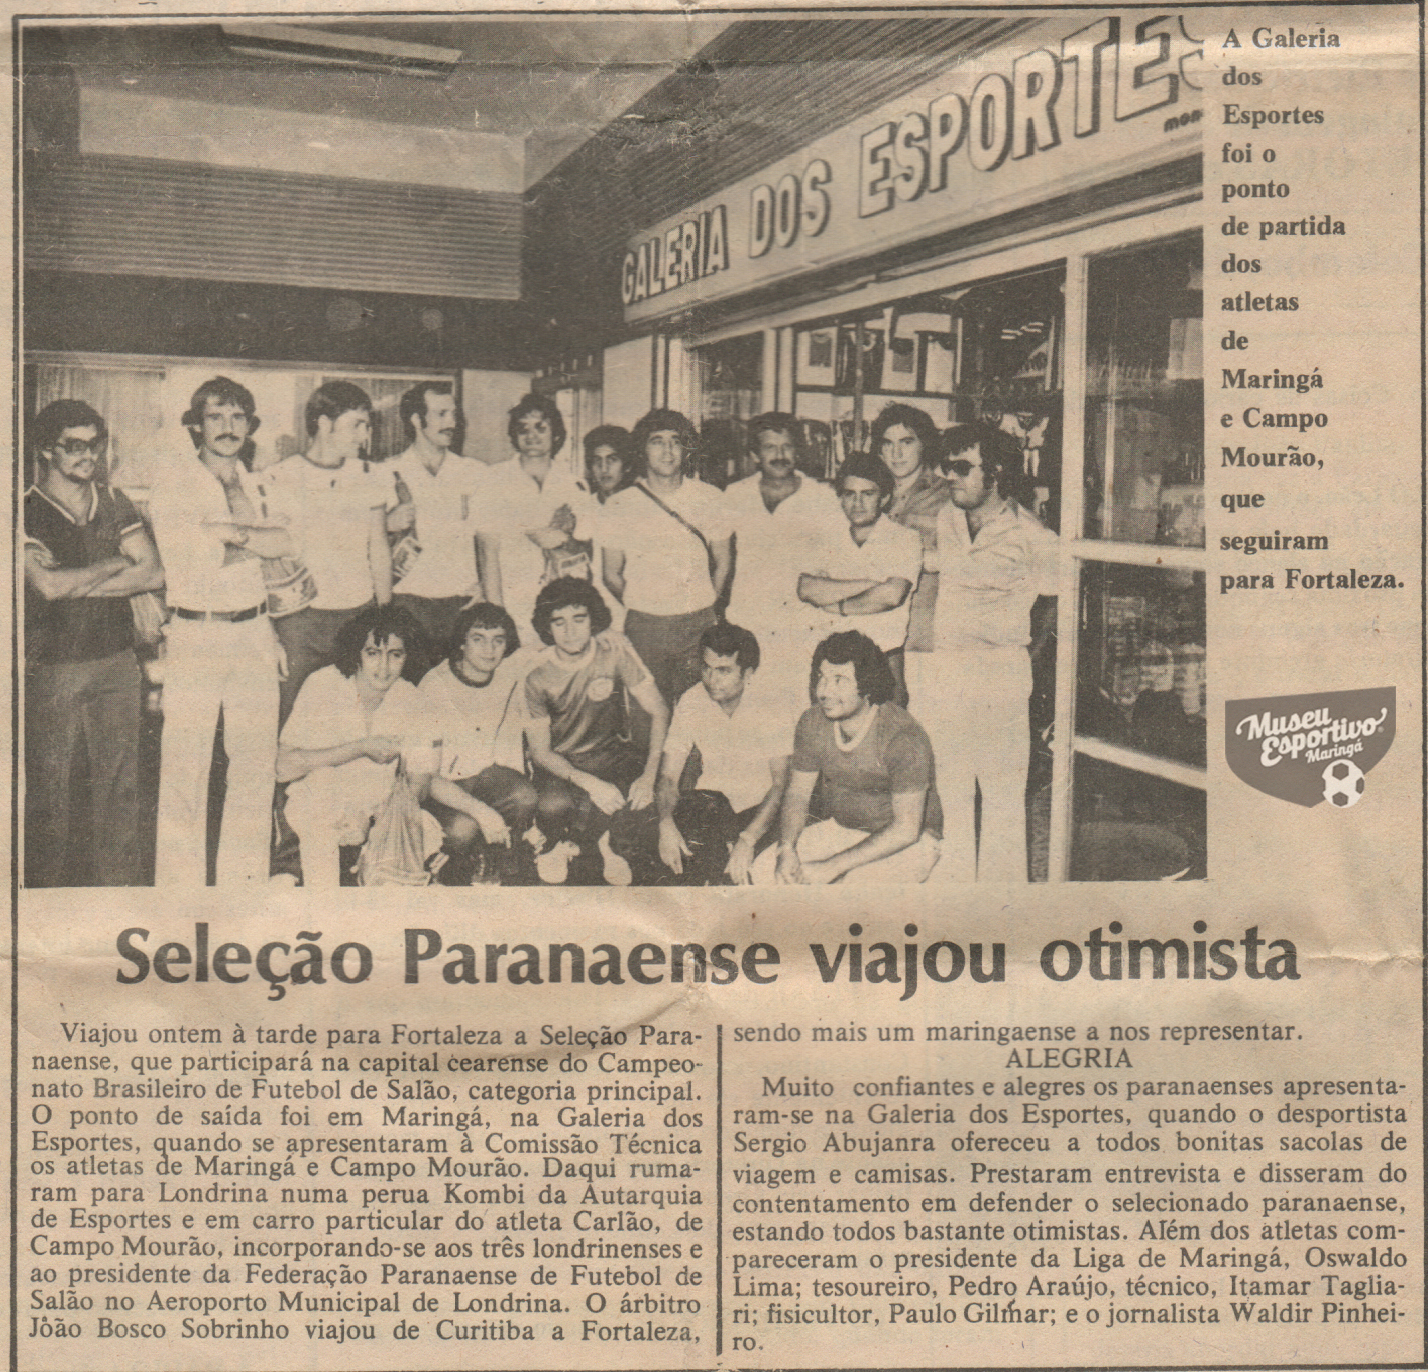 GALERIA DOS ESPORTES
A Galeria
dos
Esportes
foi o
ponto
de partida
dos
atletas
de
Maringá
e Campo
Mourão,
que
seguiram
para Fortaleza.
Museu
Esportivo
Maringá
Seleção Paranaense viajou otimista
Viajou ontem à tarde para Fortaleza a Seleção Para-
naense, que participará na capital cearense do Campeo-
nato Brasileiro de Futebol de Salão, categoria principal.
O ponto de saída foi em Maringá, na Galeria dos
Esportes, quando se apresentaram à Comissão Técnica
os atletas de Maringá e Campo Mourão. Daqui ruma-
ram para Londrina numa perua Kombi da Autarquia
de Esportes e em carro particular do atleta Carlão, de
Campo Mourão, incorporando-se aos três londrinenses e
ao presidente da Federação Paranaense de Futebol de
Salão no Aeroporto Municipal de Londrina. O árbitro
João Bosco Sobrinho viajou de Curitiba a Fortaleza,
sendo mais um maringaense a nos representar.
ALEGRIA
Muito confiantes e alegres os paranaenses apresenta-
ram-se na Galeria dos Esportes, quando o desportista
Sergio Abujanra ofereceu a todos bonitas sacolas de
viagem e camisas. Prestaram entrevista e disseram do
contentamento em defender o selecionado paranaense,
estando todos bastante otimistas. Além dos atletas com-
pareceram o presidente da Liga de Maringá, Oswaldo
Lima; tesoureiro, Pedro Araújo, técnico, Itamar Taglia-
ri; fisicultor, Paulo Gilmar; e o jornalista Waldir Pinhei-
ro.